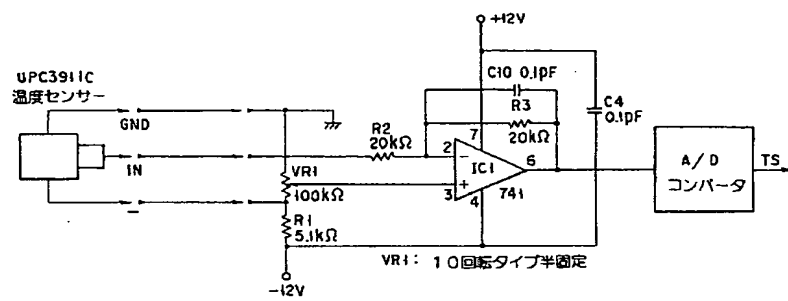 +12V
UPC3911C
温度センサー
GND
IN
−
C10 0.1pF
R3
20kΩ
C4
0.1pF
R2
20kΩ
7
2
−
IC1
6
+
3
4
741
VR1
100kΩ
R1
5.1kΩ
A/D
コンバータ
TS
VR1: 10回転タイプ半固定
-12V